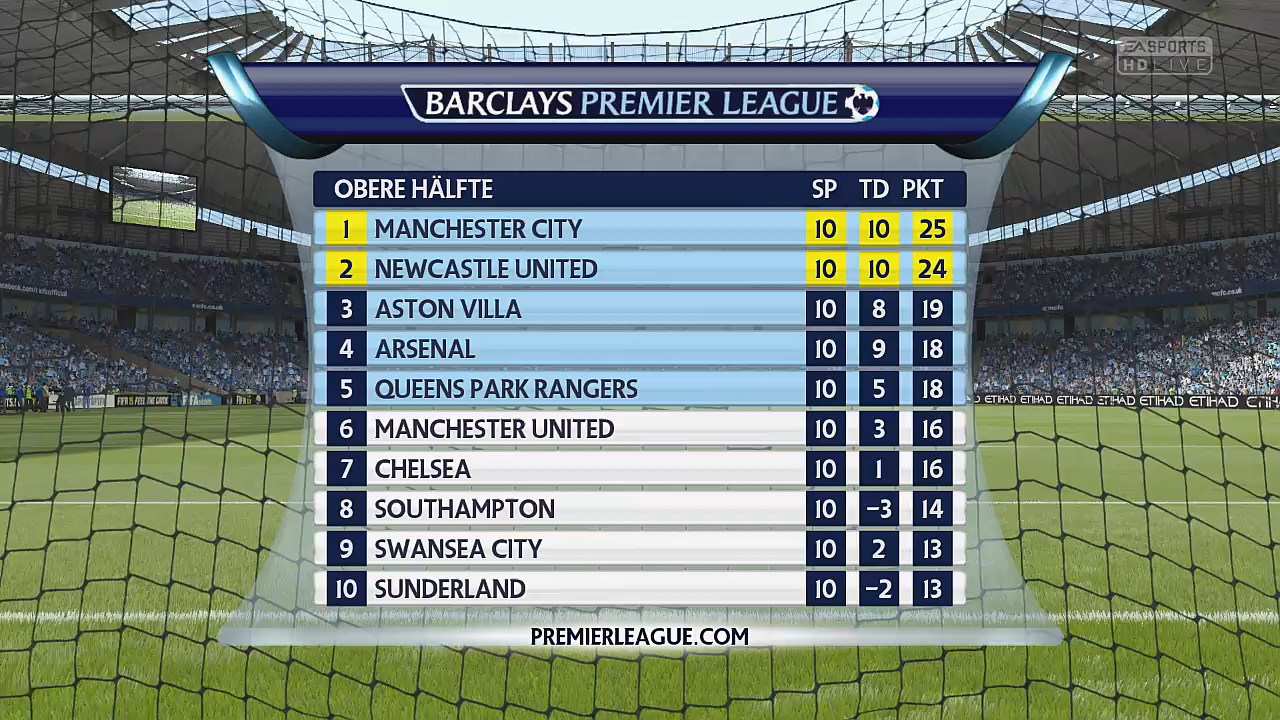 EA SPORTS
HD LIVE
BARCLAYS PREMIER LEAGUE
OBERE HÄLFTE SP TD PKT
1 MANCHESTER CITY 10 10 25
2 NEWCASTLE UNITED 10 10 24
3 ASTON VILLA 10 8 19
4 ARSENAL 10 9 18
5 QUEENS PARK RANGERS 10 5 18
6 MANCHESTER UNITED 10 3 16
7 CHELSEA 10 1 16
8 SOUTHAMPTON 10 -3 14
9 SWANSEA CITY 10 2 13
10 SUNDERLAND 10 -2 13
PREMIERLEAGUE.COM
ETIHAD ETIHAD ETIHAD ETIHAD ETIHAD